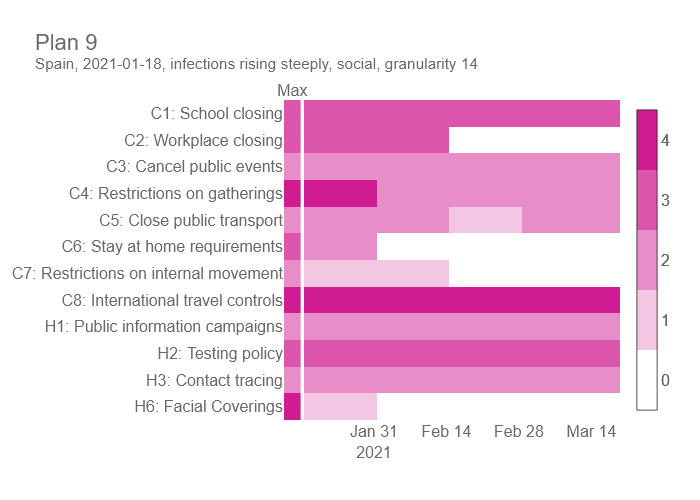 Plan 9
Spain, 2021-01-18, infections rising steeply, social, granularity 14
Max
C1: School closing
C2: Workplace closing
C3: Cancel public events
C4: Restrictions on gatherings
C5: Close public transport
C6: Stay at home requirements
C7: Restrictions on internal movement
C8: International travel controls
H1: Public information campaigns
H2: Testing policy
H3: Contact tracing
H6: Facial Coverings
Jan 31 Feb 14 Feb 28 Mar 14
2021
4
3
2
1
0